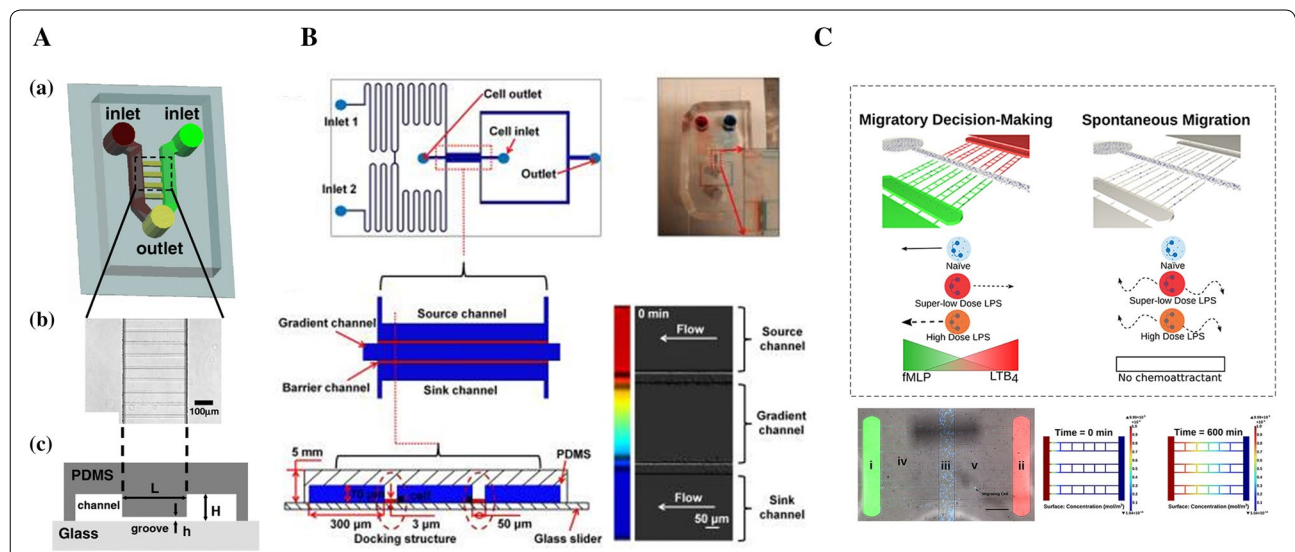 A
(a)
inlet
inlet
outlet
(b)
100μm
(c)
PDMS
L
channel
H
groove
h
Glass
B
Inlet 1
Cell outlet
Cell inlet
Outlet
Inlet 2
Source channel
Gradient channel
Barrier channel
Sink channel
0 min
Flow
Source
channel
Gradient
channel
Flow
Sink
channel
50 μm
5 mm
PDMS
cell
300 μm
3 μm
50 μm
Docking structure
Glass slider
C
Migratory Decision-Making
Spontaneous Migration
Naïve
Naïve
Super-low Dose LPS
Super-low Dose LPS
High Dose LPS
High Dose LPS
fMLP
LTB4
No chemoattractant
i
iv
iii
v
ii
Migrating Cell
Time = 0 min
Time = 600 min
Surface: Concentration (mol/m³)
Surface: Concentration (mol/m³)